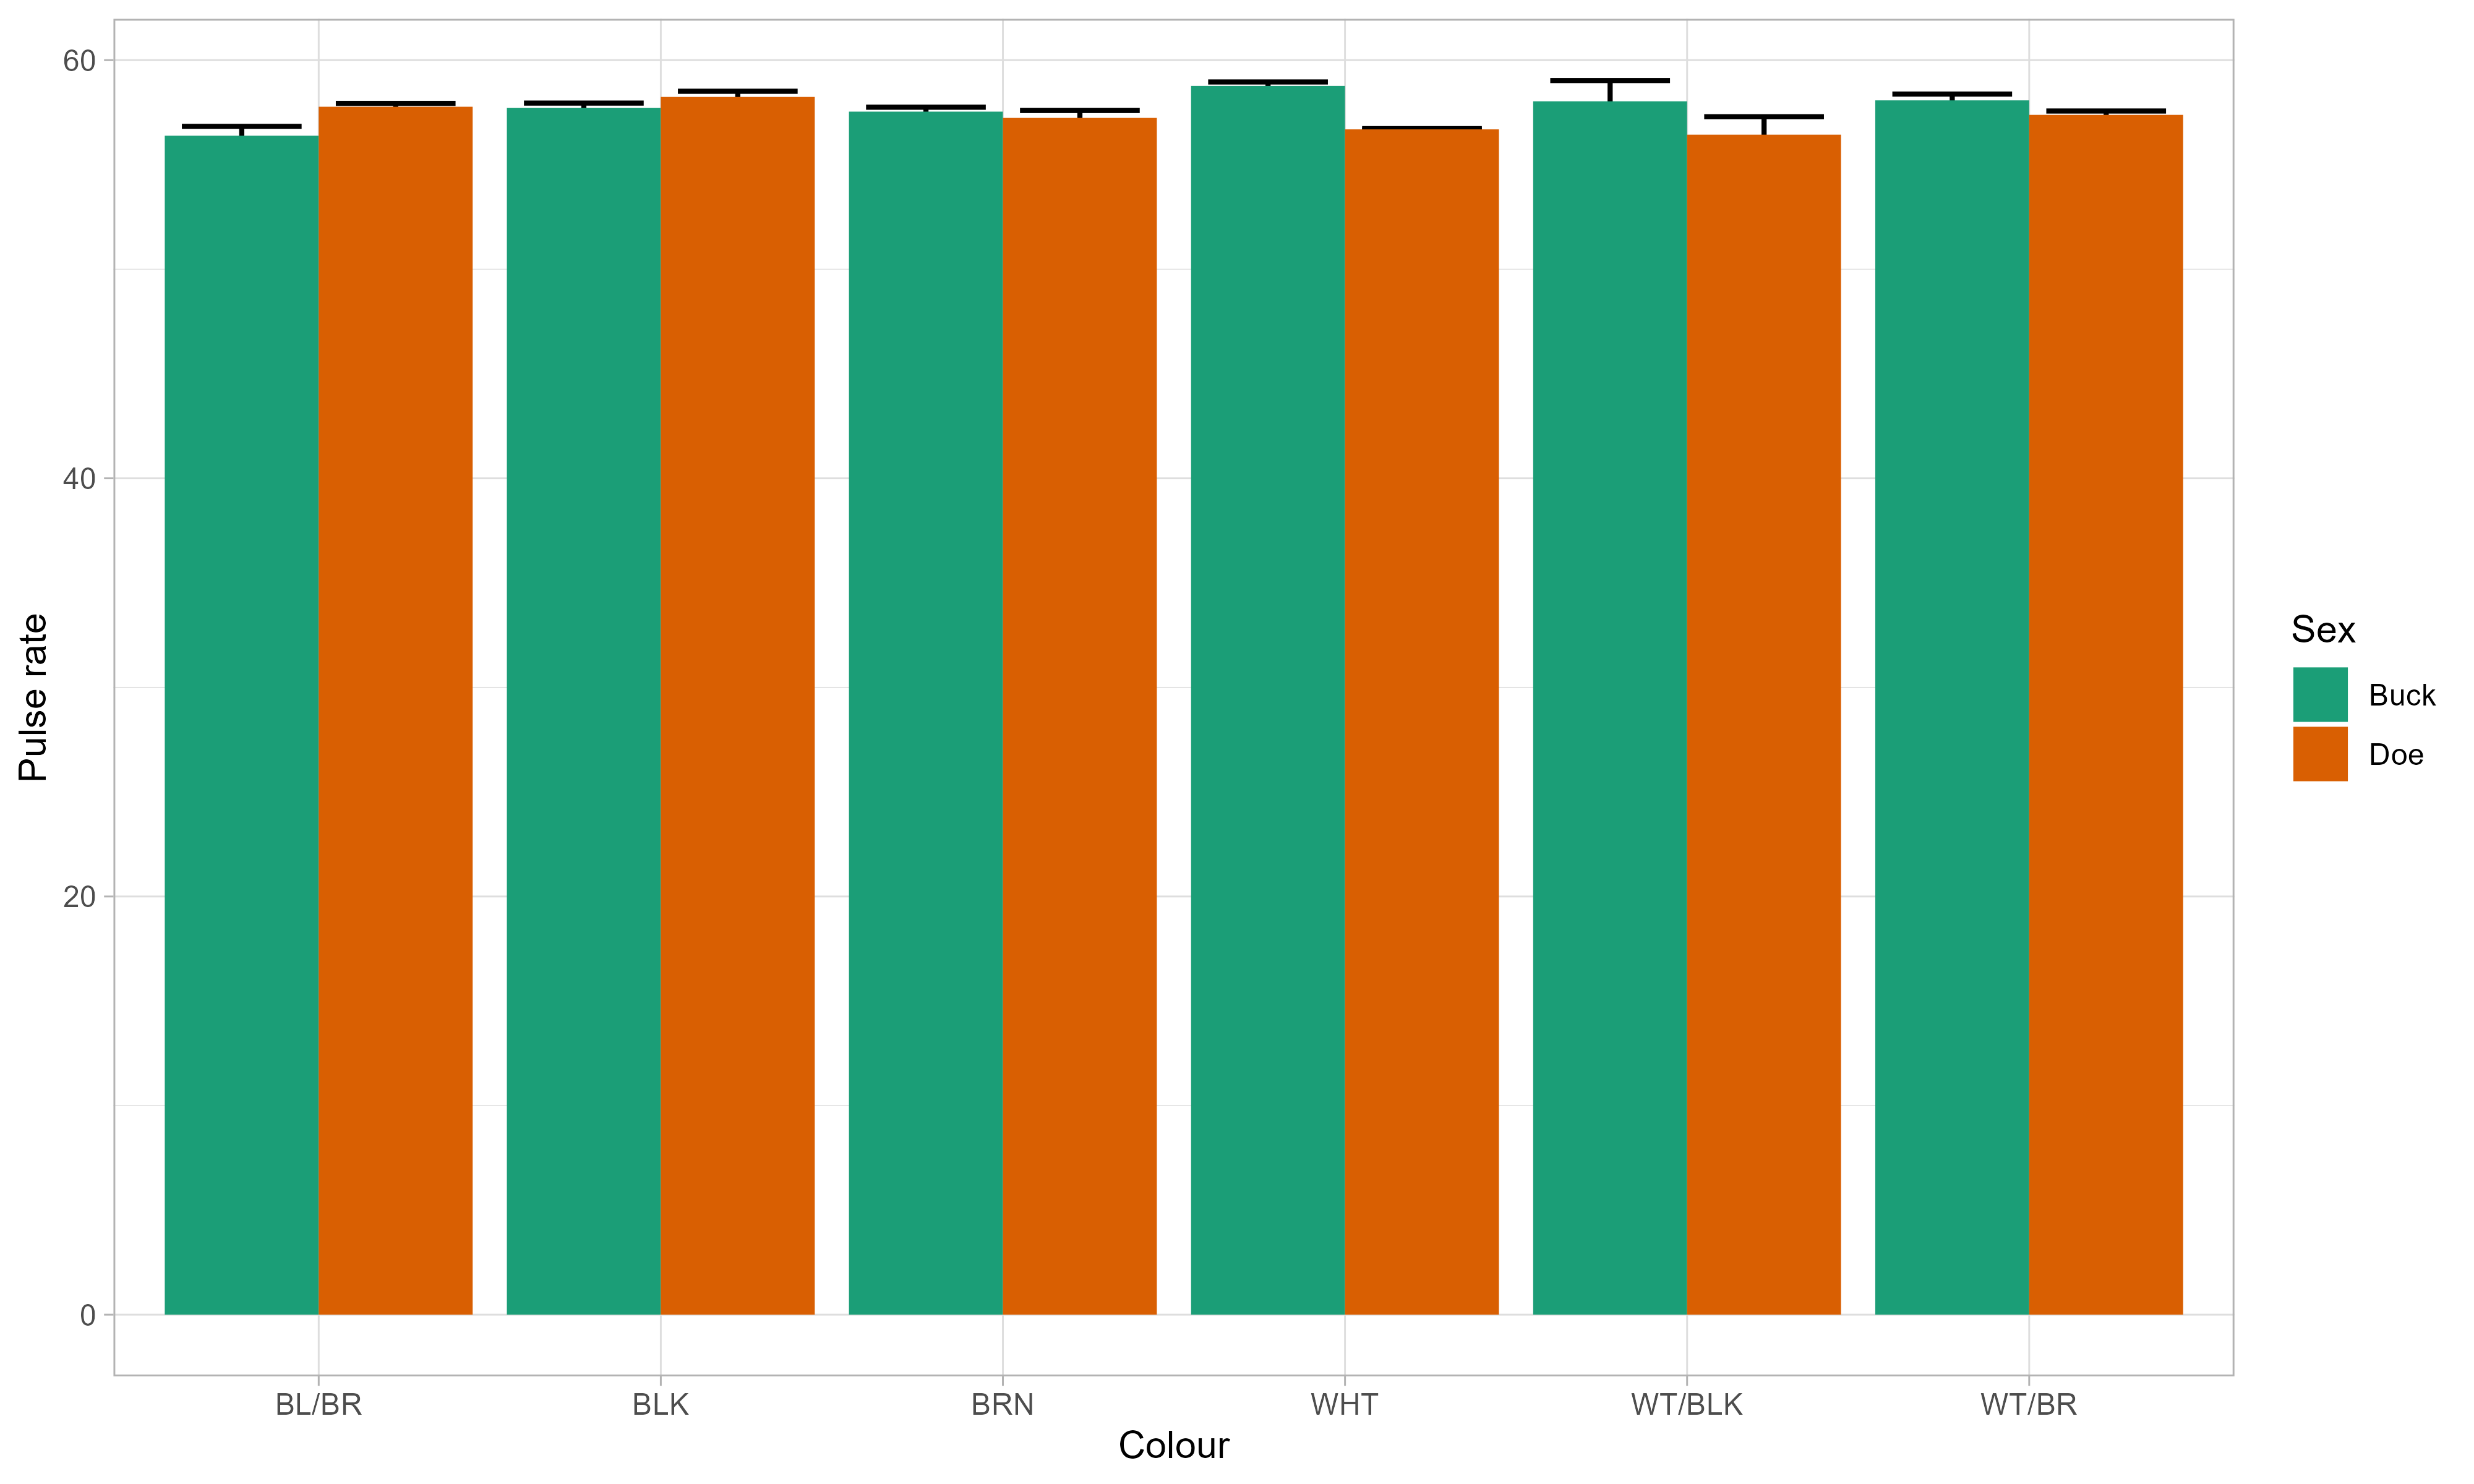 60
40
20
0
Pulse rate
BL/BR
BLK
BRN
WHT
WT/BLK
WT/BR
Colour
Sex
Buck
Doe